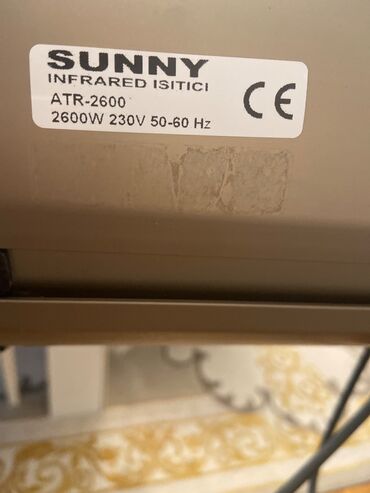 SUNNY
INFRARED ISITICI
ATR-2600
2600W 230V 50-60 Hz
CE